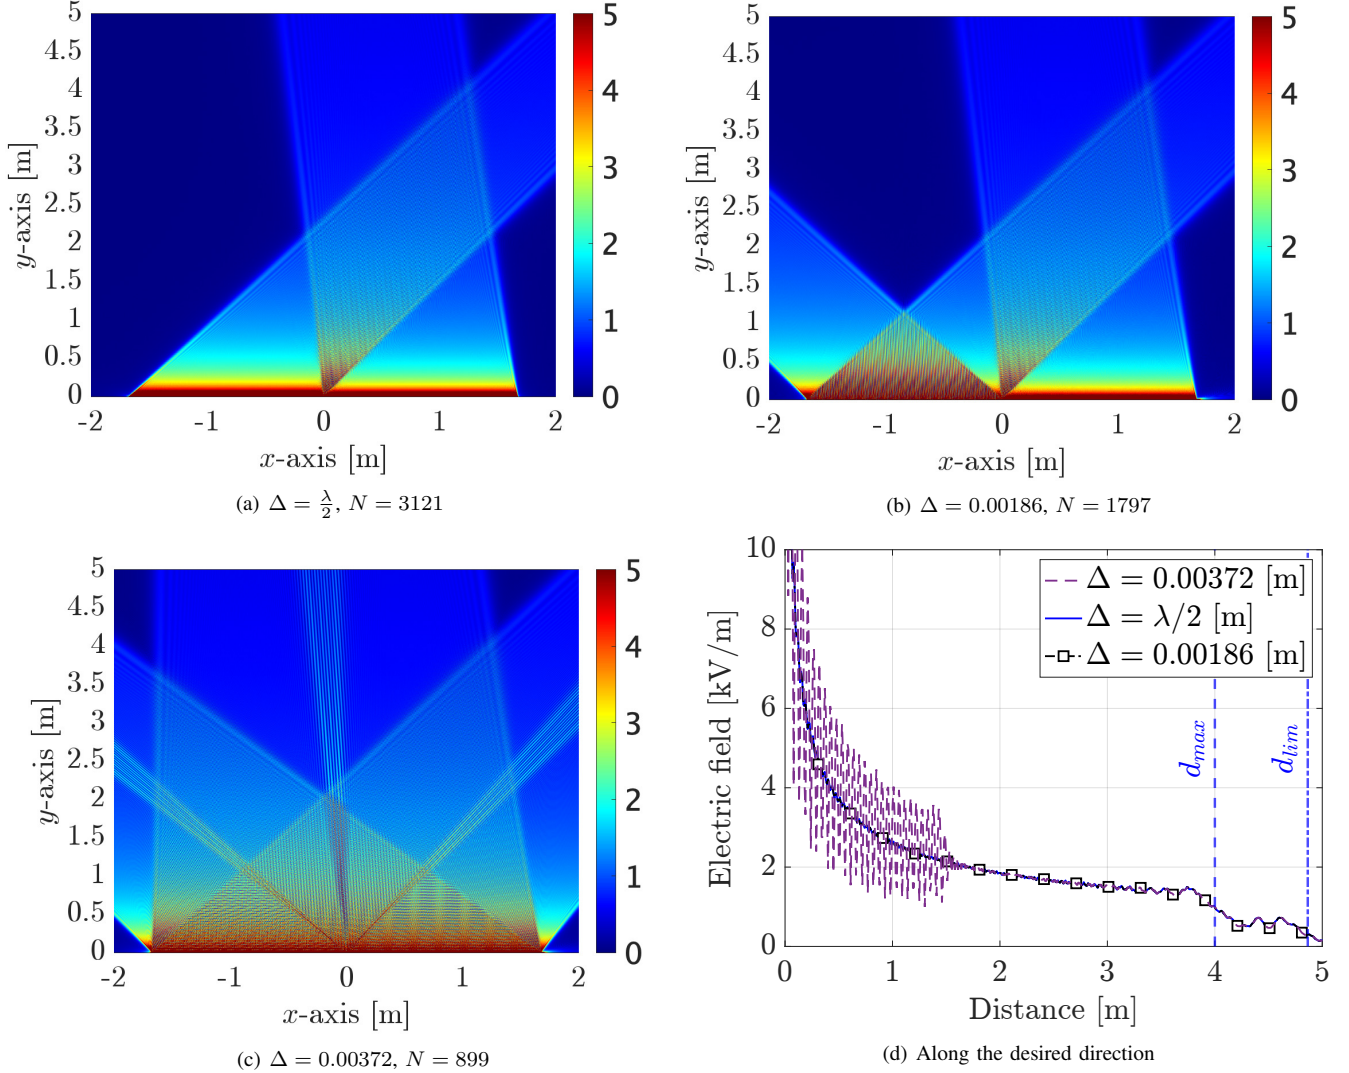 5
4.5
4
3.5
3
2.5
2
1.5
1
0.5
0
y-axis [m]
-2 -1 0 1 2
x-axis [m]
5
4
3
2
1
0
(a) Δ = λ/2, N = 3121
5
4.5
4
3.5
3
2.5
2
1.5
1
0.5
0
y-axis [m]
-2 -1 0 1 2
x-axis [m]
5
4
3
2
1
0
(b) Δ = 0.00186, N = 1797
5
4.5
4
3.5
3
2.5
2
1.5
1
0.5
0
y-axis [m]
-2 -1 0 1 2
x-axis [m]
5
4
3
2
1
0
(c) Δ = 0.00372, N = 899
10
8
6
4
2
0
Electric field [kV/m]
Δ = 0.00372 [m]
Δ = λ/2 [m]
Δ = 0.00186 [m]
d_max
d_lim
0 1 2 3 4 5
Distance [m]
(d) Along the desired direction